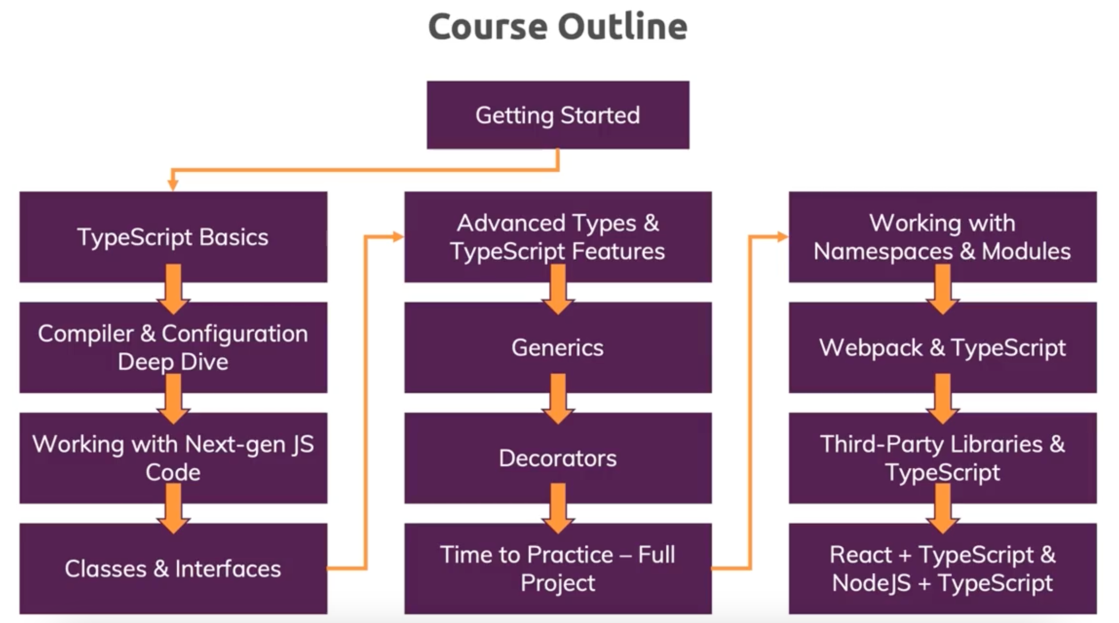 Course Outline
Getting Started
TypeScript Basics
Compiler & Configuration
Deep Dive
Working with Next-gen JS
Code
Classes & Interfaces
Advanced Types &
TypeScript Features
Generics
Decorators
Time to Practice – Full
Project
Working with
Namespaces & Modules
Webpack & TypeScript
Third-Party Libraries &
TypeScript
React + TypeScript &
NodeJS + TypeScript